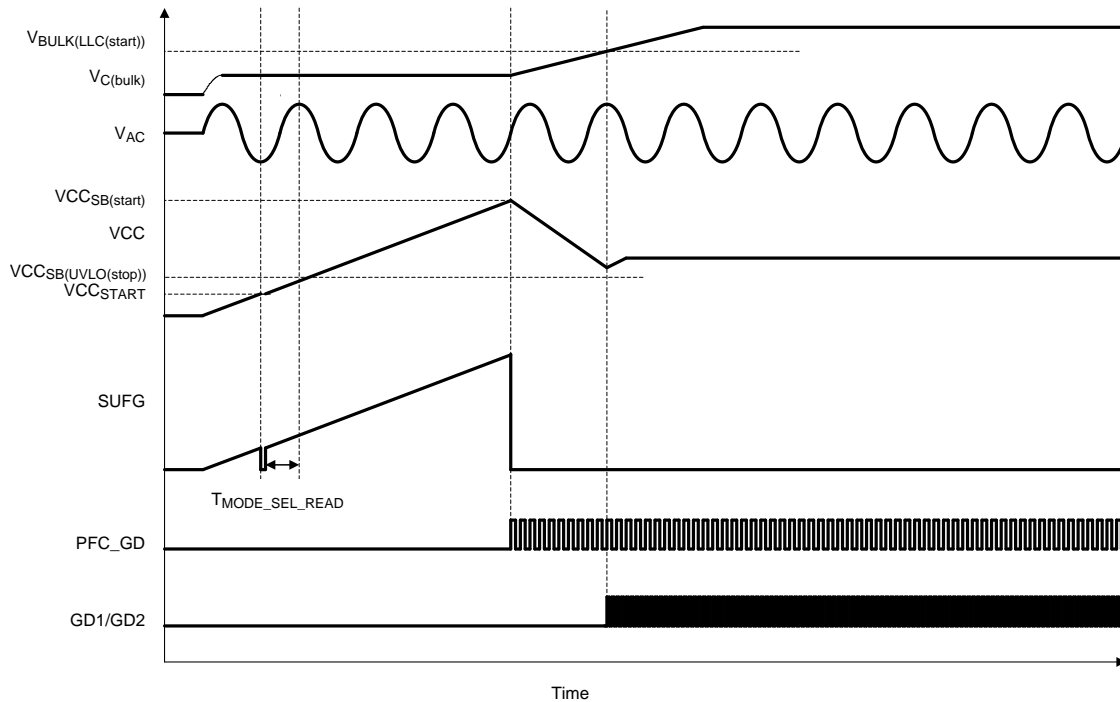 VBULK(LLC(start))
VC(bulk)
VAC
VCCSB(start)
VCC
VCCSB(UVLO(stop))
VCCSTART
SUFG
TMODE_SEL_READ
PFC_GD
GD1/GD2
Time